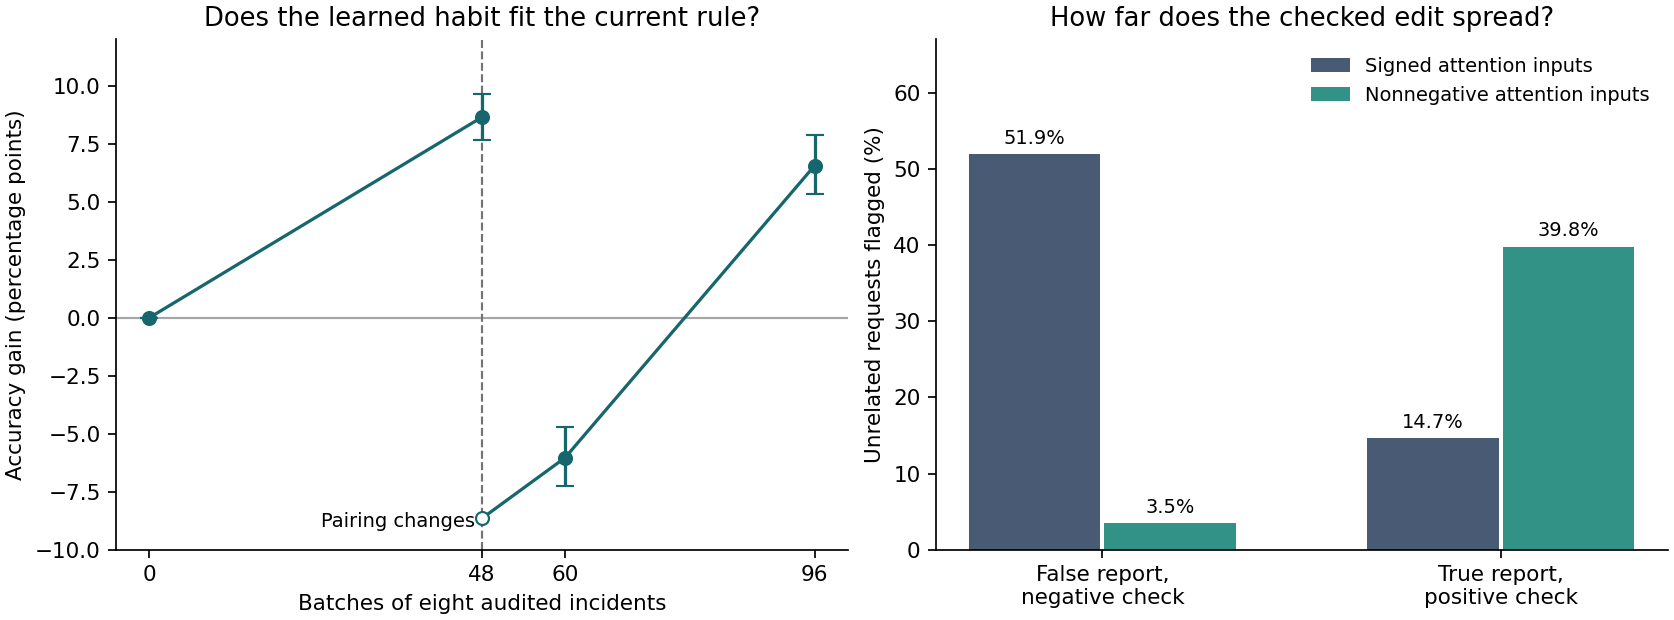 Does the learned habit fit the current rule?
Accuracy gain (percentage points)
10.0
7.5
5.0
2.5
0.0
−2.5
−5.0
−7.5
−10.0
Pairing changes
0 48 60 96
Batches of eight audited incidents
How far does the checked edit spread?
Unrelated requests flagged (%)
60
50
40
30
20
10
0
Signed attention inputs
Nonnegative attention inputs
51.9%
3.5%
14.7%
39.8%
False report,
negative check
True report,
positive check